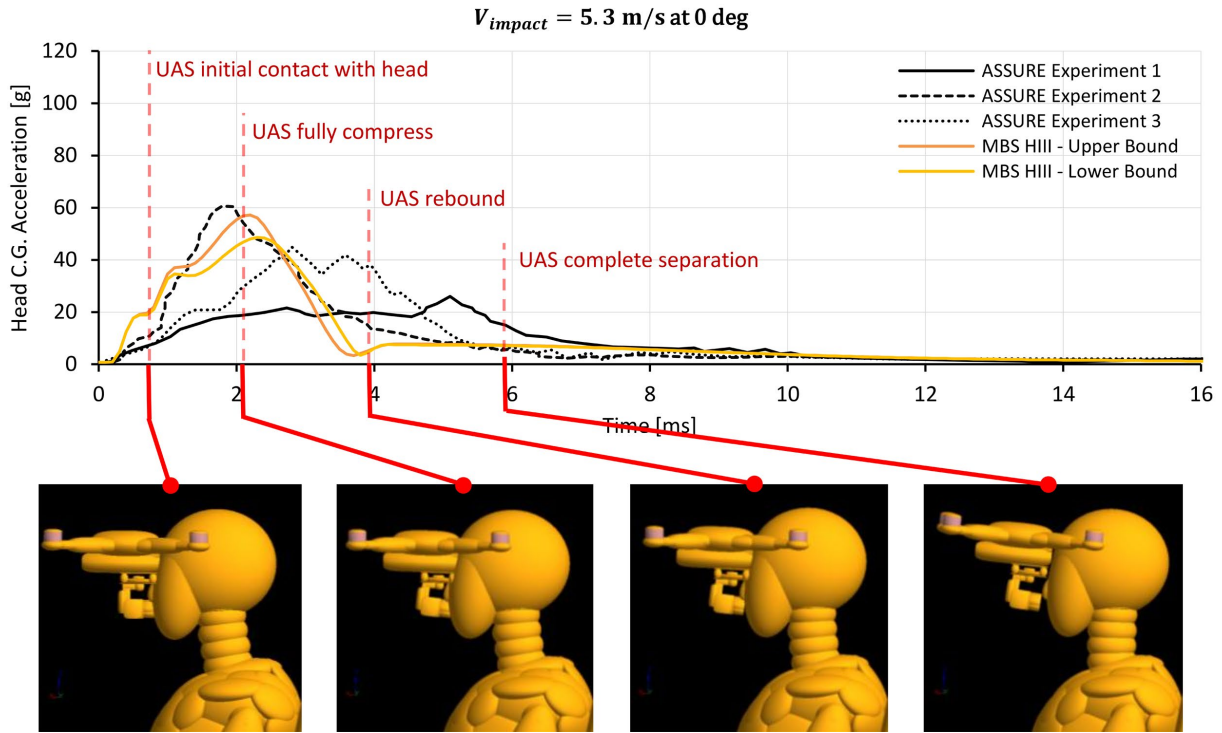 V_impact = 5.3 m/s at 0 deg
120
100
80
60
40
20
0
Head C.G. Acceleration [g]
UAS initial contact with head
UAS fully compress
UAS rebound
UAS complete separation
ASSURE Experiment 1
ASSURE Experiment 2
ASSURE Experiment 3
MBS HIII - Upper Bound
MBS HIII - Lower Bound
0 2 4 6 8 10 12 14 16
Time [ms]